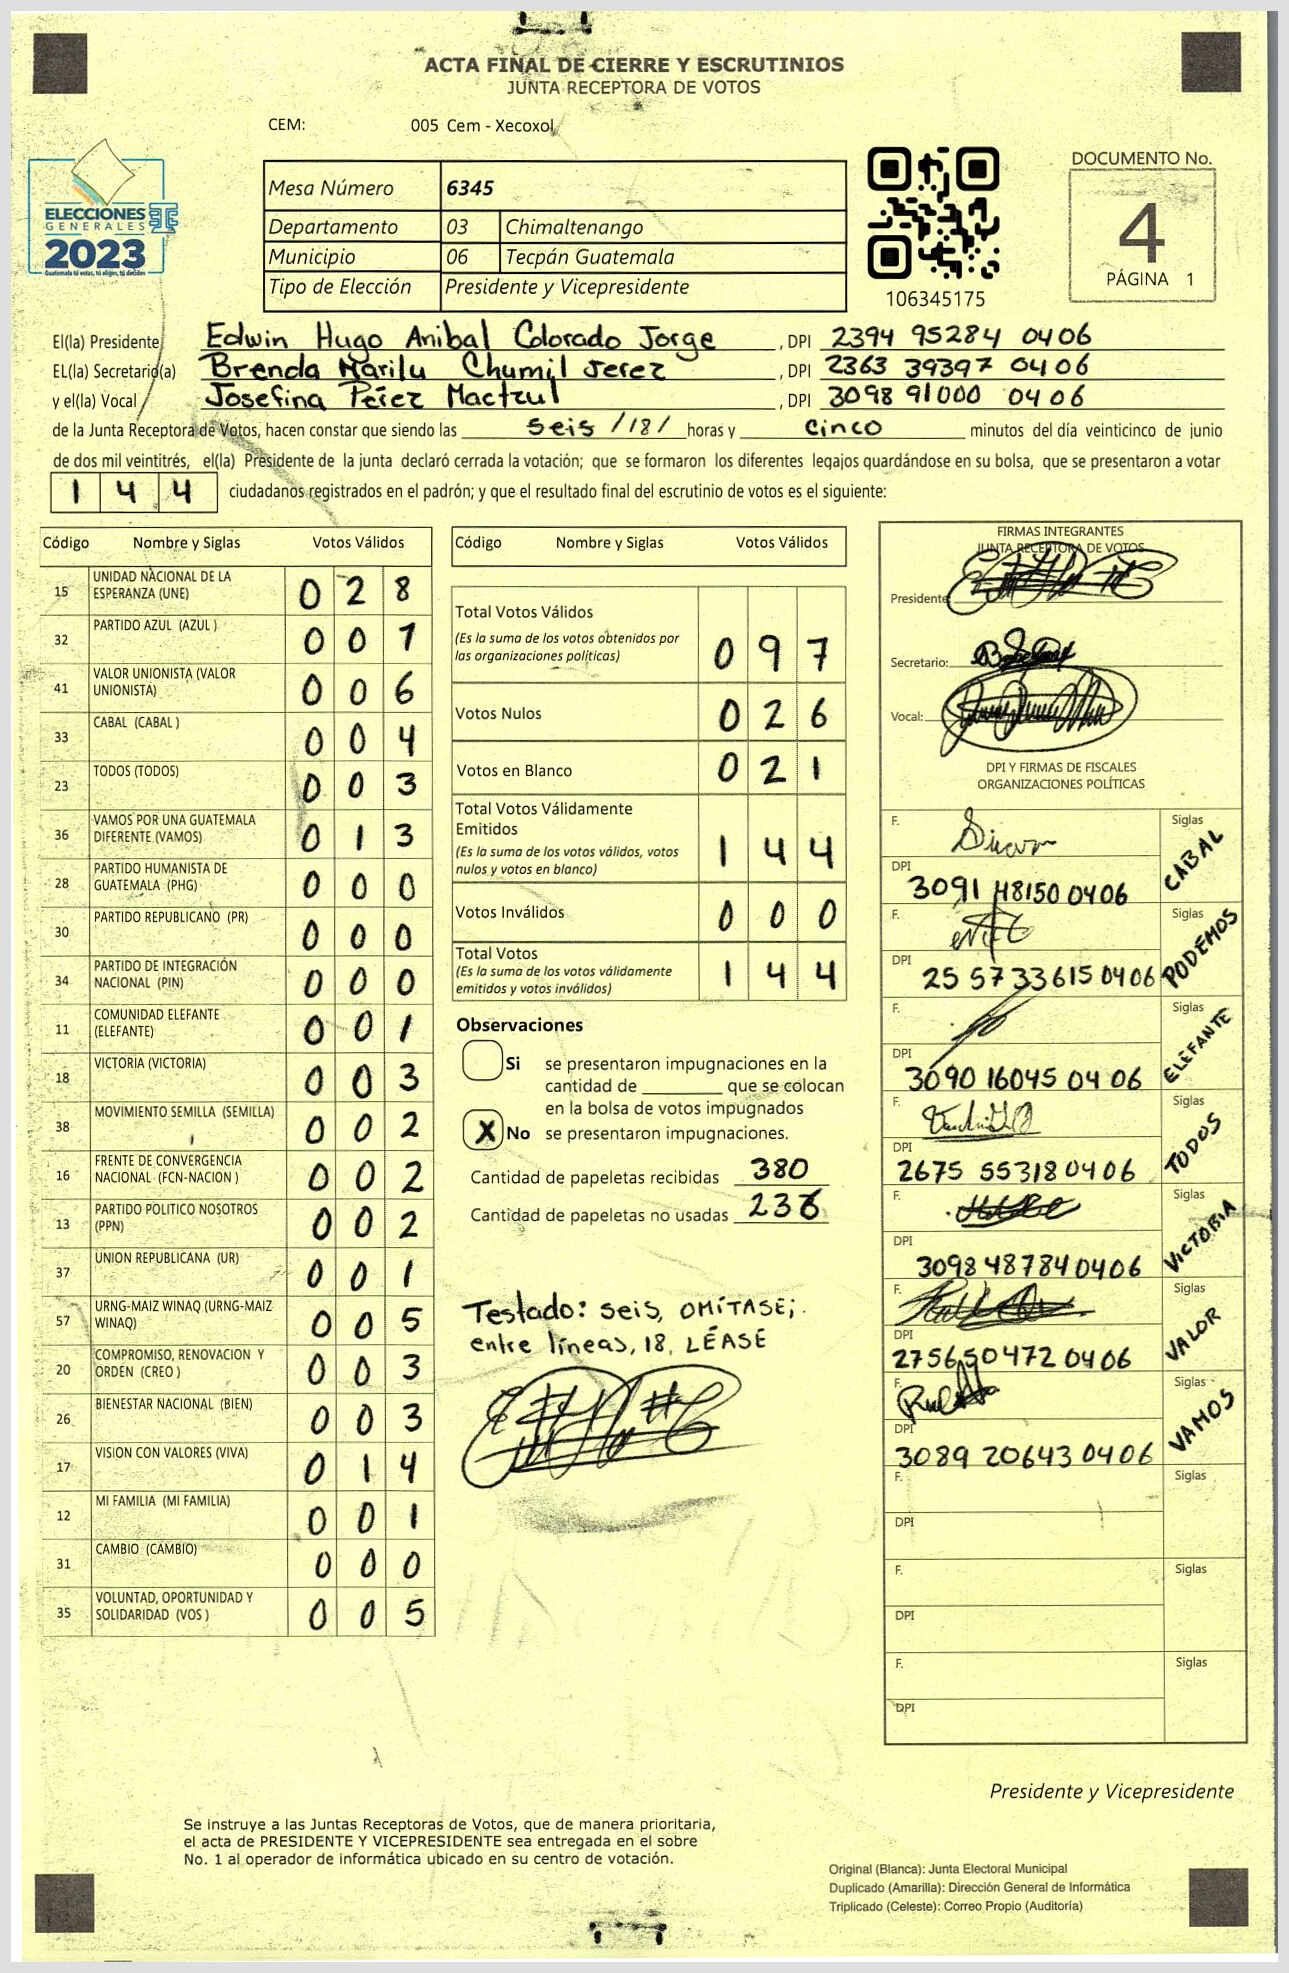 ACTA FINAL DE CIERRE Y ESCRUTINIOS
JUNTA RECEPTORA DE VOTOS
CEM: 005 Cem - Xecoxol
ELECCIONES
GENERALES
2023
Guatemala tú votas, tú eliges, tú decides
Mesa Número 6345
Departamento 03 Chimaltenango
Municipio 06 Tecpán Guatemala
Tipo de Elección Presidente y Vicepresidente
106345175
DOCUMENTO No.
4
PÁGINA 1
El(la) Presidente Edwin Hugo Anibal Colorado Jorge , DPI 2394 95284 0406
EL(la) Secretario(a) Brenda Marilu Chumil Jerez , DPI 2363 39397 0406
y el(la) Vocal Josefina Pérez Mactzul , DPI 3098 91000 0406
de la Junta Receptora de Votos, hacen constar que siendo las seis /18/ horas y cinco minutos del día veinticinco de junio
de dos mil veintitrés, el(la) Presidente de la junta declaró cerrada la votación; que se formaron los diferentes legajos guardándose en su bolsa, que se presentaron a votar
1 4 4 ciudadanos registrados en el padrón; y que el resultado final del escrutinio de votos es el siguiente:
Código Nombre y Siglas Votos Válidos
15 UNIDAD NACIONAL DE LA ESPERANZA (UNE) 0 2 8
32 PARTIDO AZUL (AZUL ) 0 0 1
41 VALOR UNIONISTA (VALOR UNIONISTA) 0 0 6
33 CABAL (CABAL ) 0 0 4
23 TODOS (TODOS) 0 0 3
36 VAMOS POR UNA GUATEMALA DIFERENTE (VAMOS) 0 1 3
28 PARTIDO HUMANISTA DE GUATEMALA (PHG) 0 0 0
30 PARTIDO REPUBLICANO (PR) 0 0 0
34 PARTIDO DE INTEGRACIÓN NACIONAL (PIN) 0 0 0
11 COMUNIDAD ELEFANTE (ELEFANTE) 0 0 1
18 VICTORIA (VICTORIA) 0 0 3
38 MOVIMIENTO SEMILLA (SEMILLA) 0 0 2
16 FRENTE DE CONVERGENCIA NACIONAL (FCN-NACION ) 0 0 2
13 PARTIDO POLITICO NOSOTROS (PPN) 0 0 2
37 UNION REPUBLICANA (UR) 0 0 1
57 URNG-MAIZ WINAQ (URNG-MAIZ WINAQ) 0 0 5
20 COMPROMISO, RENOVACION Y ORDEN (CREO ) 0 0 3
26 BIENESTAR NACIONAL (BIEN) 0 0 3
17 VISION CON VALORES (VIVA) 0 1 4
12 MI FAMILIA (MI FAMILIA) 0 0 1
31 CAMBIO (CAMBIO) 0 0 0
35 VOLUNTAD, OPORTUNIDAD Y SOLIDARIDAD (VOS ) 0 0 5
Código Nombre y Siglas Votos Válidos
Total Votos Válidos
(Es la suma de los votos obtenidos por
las organizaciones políticas) 0 9 7
Votos Nulos 0 2 6
Votos en Blanco 0 2 1
Total Votos Válidamente
Emitidos
(Es la suma de los votos válidos, votos
nulos y votos en blanco) 1 4 4
Votos Inválidos 0 0 0
Total Votos
(Es la suma de los votos válidamente
emitidos y votos inválidos) 1 4 4
Observaciones
Si se presentaron impugnaciones en la
cantidad de ________ que se colocan
en la bolsa de votos impugnados
X No se presentaron impugnaciones.
Cantidad de papeletas recibidas 380
Cantidad de papeletas no usadas 236
Testado: seis, OMÍTASE;
entre líneas, 18, LÉASE
FIRMAS INTEGRANTES
JUNTA RECEPTORA DE VOTOS
Presidente:
Secretario:
Vocal:
DPI Y FIRMAS DE FISCALES
ORGANIZACIONES POLÍTICAS
F. Siglas
DPI 3091 48150 0406 CABAL
F. Siglas
DPI 25 57 33615 0406 PODEMOS
F. Siglas
DPI 3090 16045 04 06 ELEFANTE
F. Siglas
DPI 2675 55318 0406 TODOS
F. Siglas
DPI 3098 48784 0406 VICTORIA
F. Siglas
DPI 2756 50472 0406 VALOR
F. Siglas
DPI 3089 20643 0406 VAMOS
F. Siglas
DPI
F. Siglas
DPI
F. Siglas
DPI
Presidente y Vicepresidente
Se instruye a las Juntas Receptoras de Votos, que de manera prioritaria,
el acta de PRESIDENTE Y VICEPRESIDENTE sea entregada en el sobre
No. 1 al operador de informática ubicado en su centro de votación.
Original (Blanca): Junta Electoral Municipal
Duplicado (Amarilla): Dirección General de Informática
Triplicado (Celeste): Correo Propio (Auditoría)